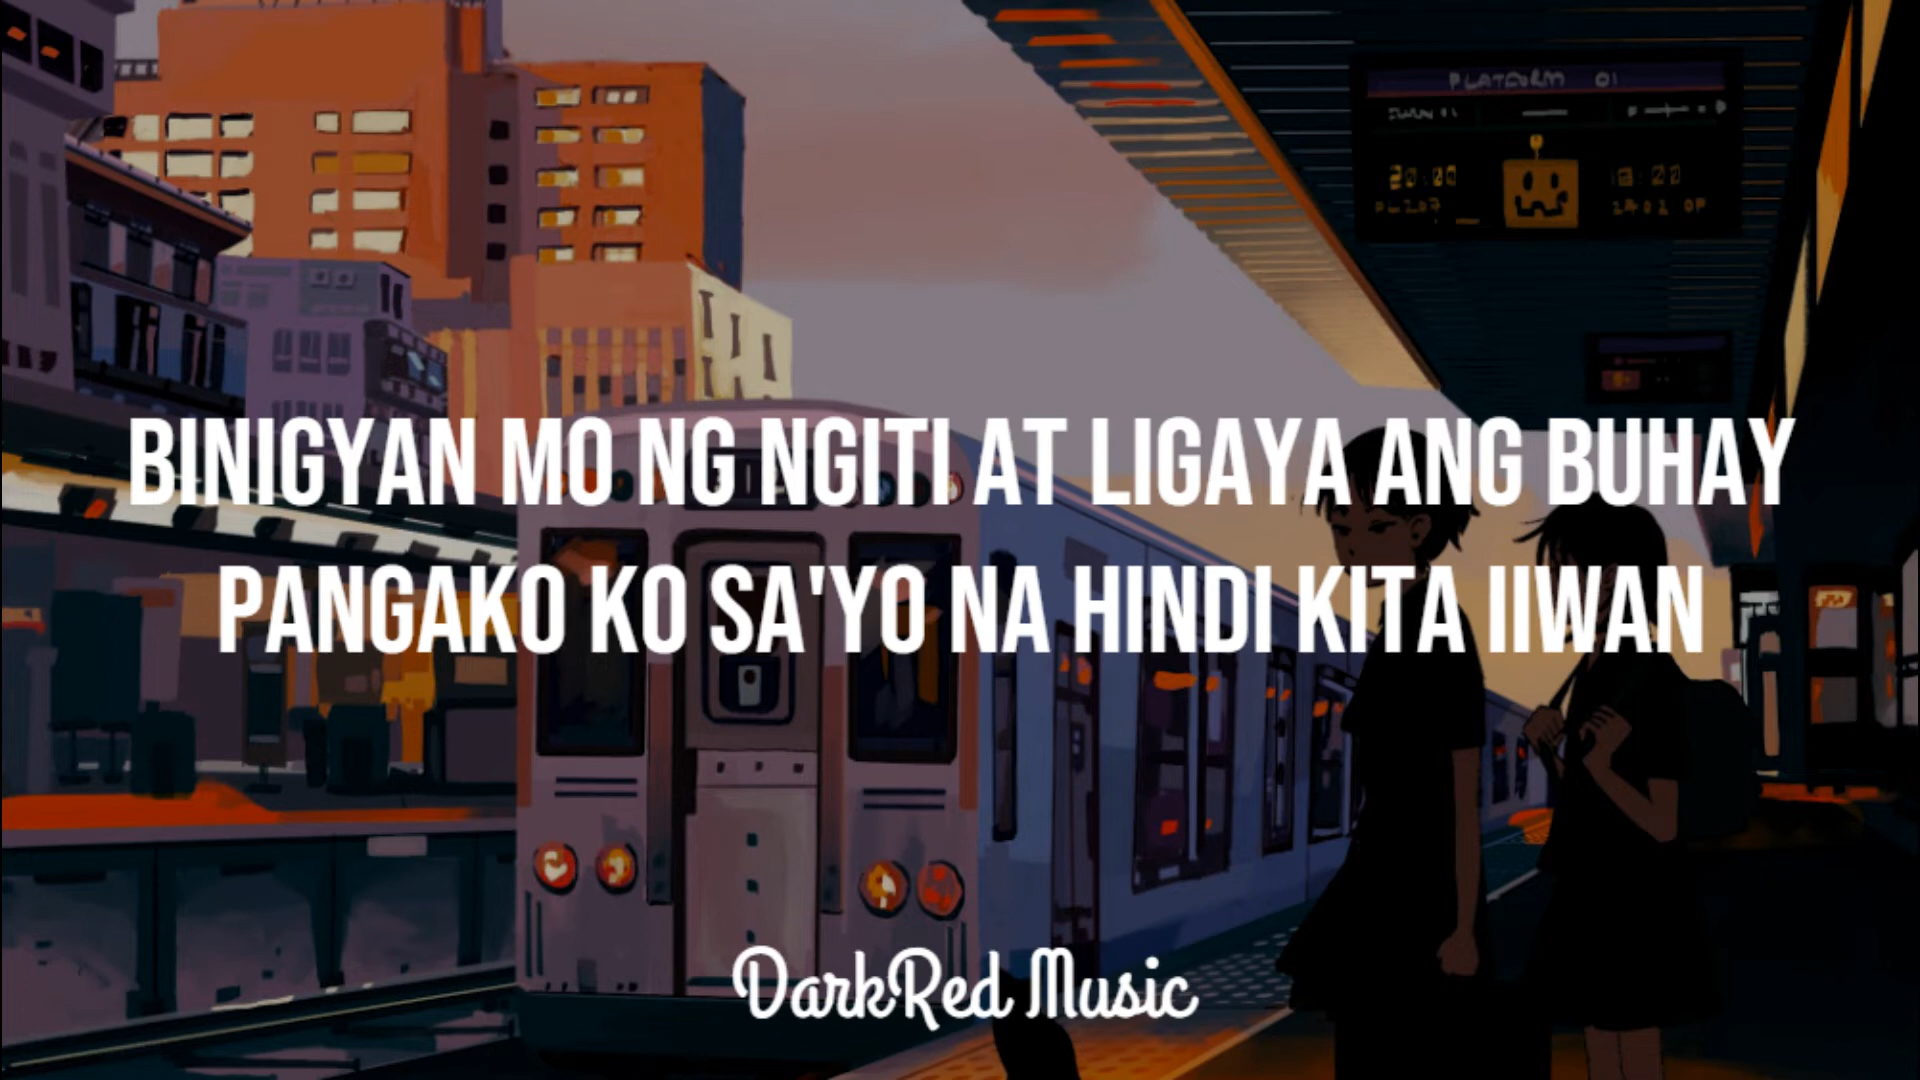 PLATFORM 01
BINIGYAN MO NG NGITI AT LIGAYA ANG BUHAY
PANGAKO KO SA'YO NA HINDI KITA IIWAN
DarkRed Music